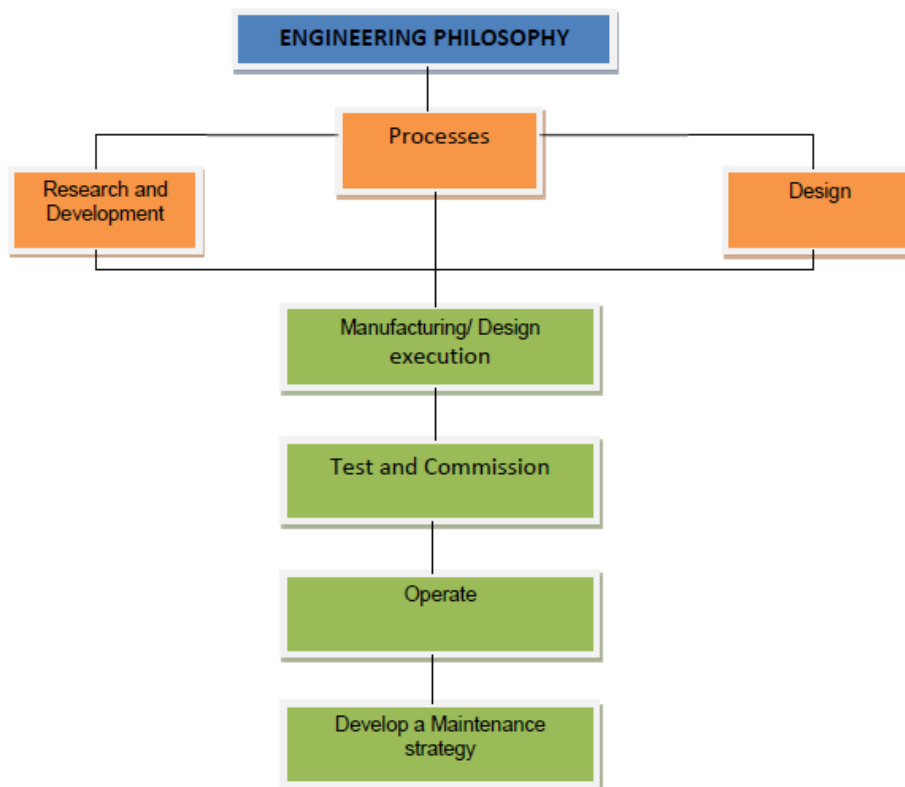 ENGINEERING PHILOSOPHY
Processes
Research and
Development
Design
Manufacturing/ Design
execution
Test and Commission
Operate
Develop a Maintenance
strategy